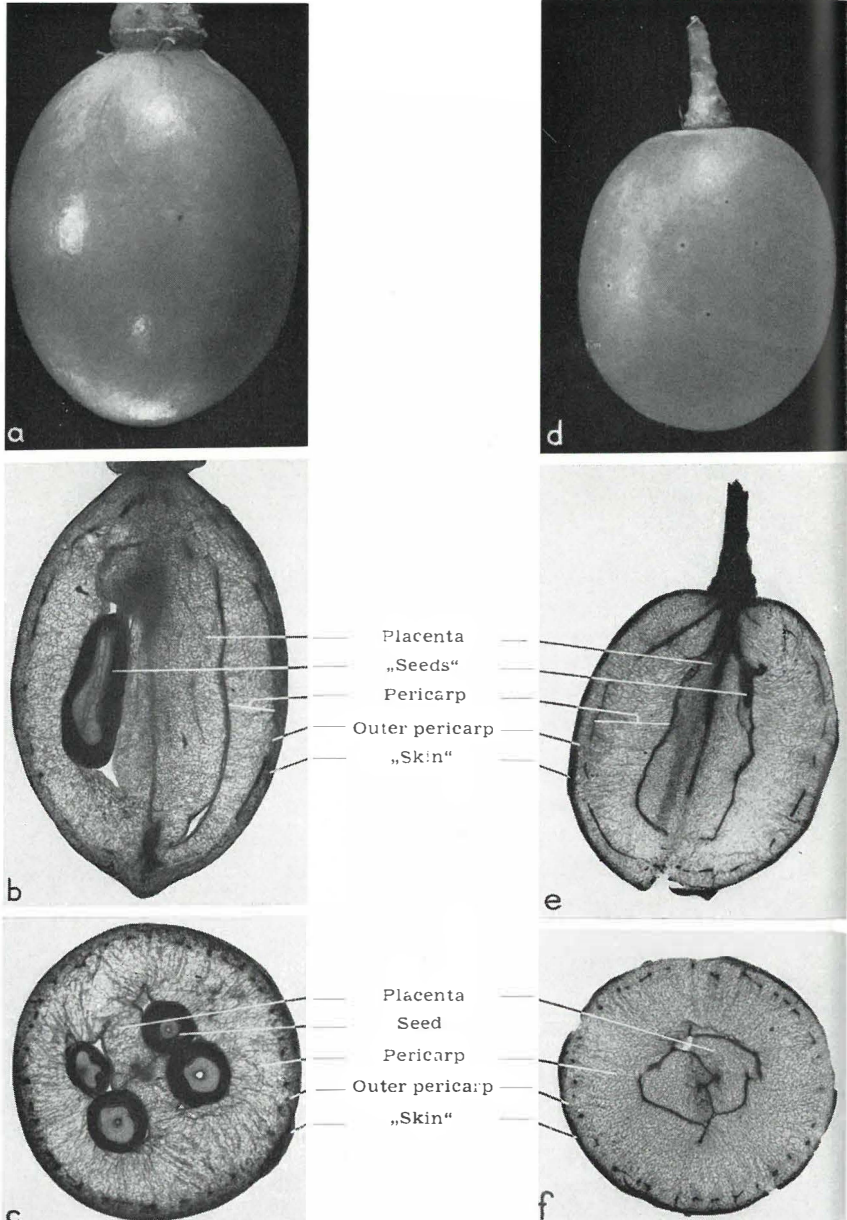 a
d
Placenta
„Seeds“
Pericarp
Outer pericarp
„Skin“
b
e
Placenta
Seed
Pericarp
Outer pericarp
„Skin“
c
f